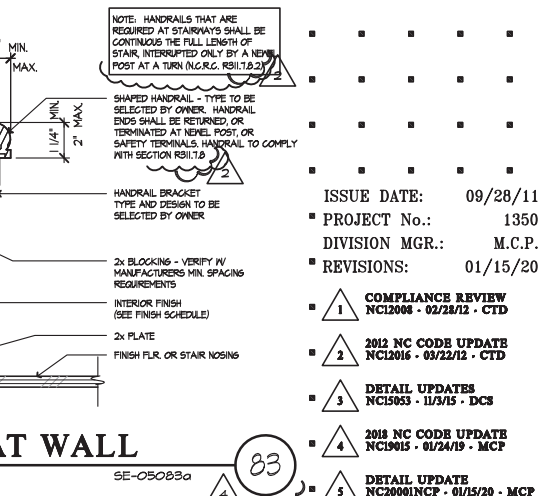 NOTE: HANDRAILS THAT ARE
REQUIRED AT STAIRWAYS SHALL BE
CONTINUOUS THE FULL LENGTH OF
STAIR, INTERRUPTED ONLY BY A NEWEL
POST AT A TURN (N.C.R.C. R311.7.8.2)
2
MIN.
MAX.
SHAPED HANDRAIL - TYPE TO BE
SELECTED BY OWNER. HANDRAIL
ENDS SHALL BE RETURNED, OR
TERMINATED AT NEWEL POST, OR
SAFETY TERMINALS. HANDRAIL TO COMPLY
WITH SECTION R311.7.8
2
1 1/4" MIN.
2" MAX.
HANDRAIL BRACKET
TYPE AND DESIGN TO BE
SELECTED BY OWNER
2x BLOCKING - VERIFY W/
MANUFACTURERS MIN. SPACING
REQUIREMENTS
INTERIOR FINISH
(SEE FINISH SCHEDULE)
2x PLATE
FINISH FLR. OR STAIR NOSING
AT WALL
83
SE-05083a
4
ISSUE DATE: 09/28/11
PROJECT No.: 1350
DIVISION MGR.: M.C.P.
REVISIONS: 01/15/20
1 COMPLIANCE REVIEW
NC12008 - 02/28/12 - CTD
2 2012 NC CODE UPDATE
NC12016 - 03/22/12 - CTD
3 DETAIL UPDATES
NC15053 - 11/3/15 - DCS
4 2018 NC CODE UPDATE
NC19015 - 01/24/19 - MCP
5 DETAIL UPDATE
NC20001NCP - 01/15/20 - MCP